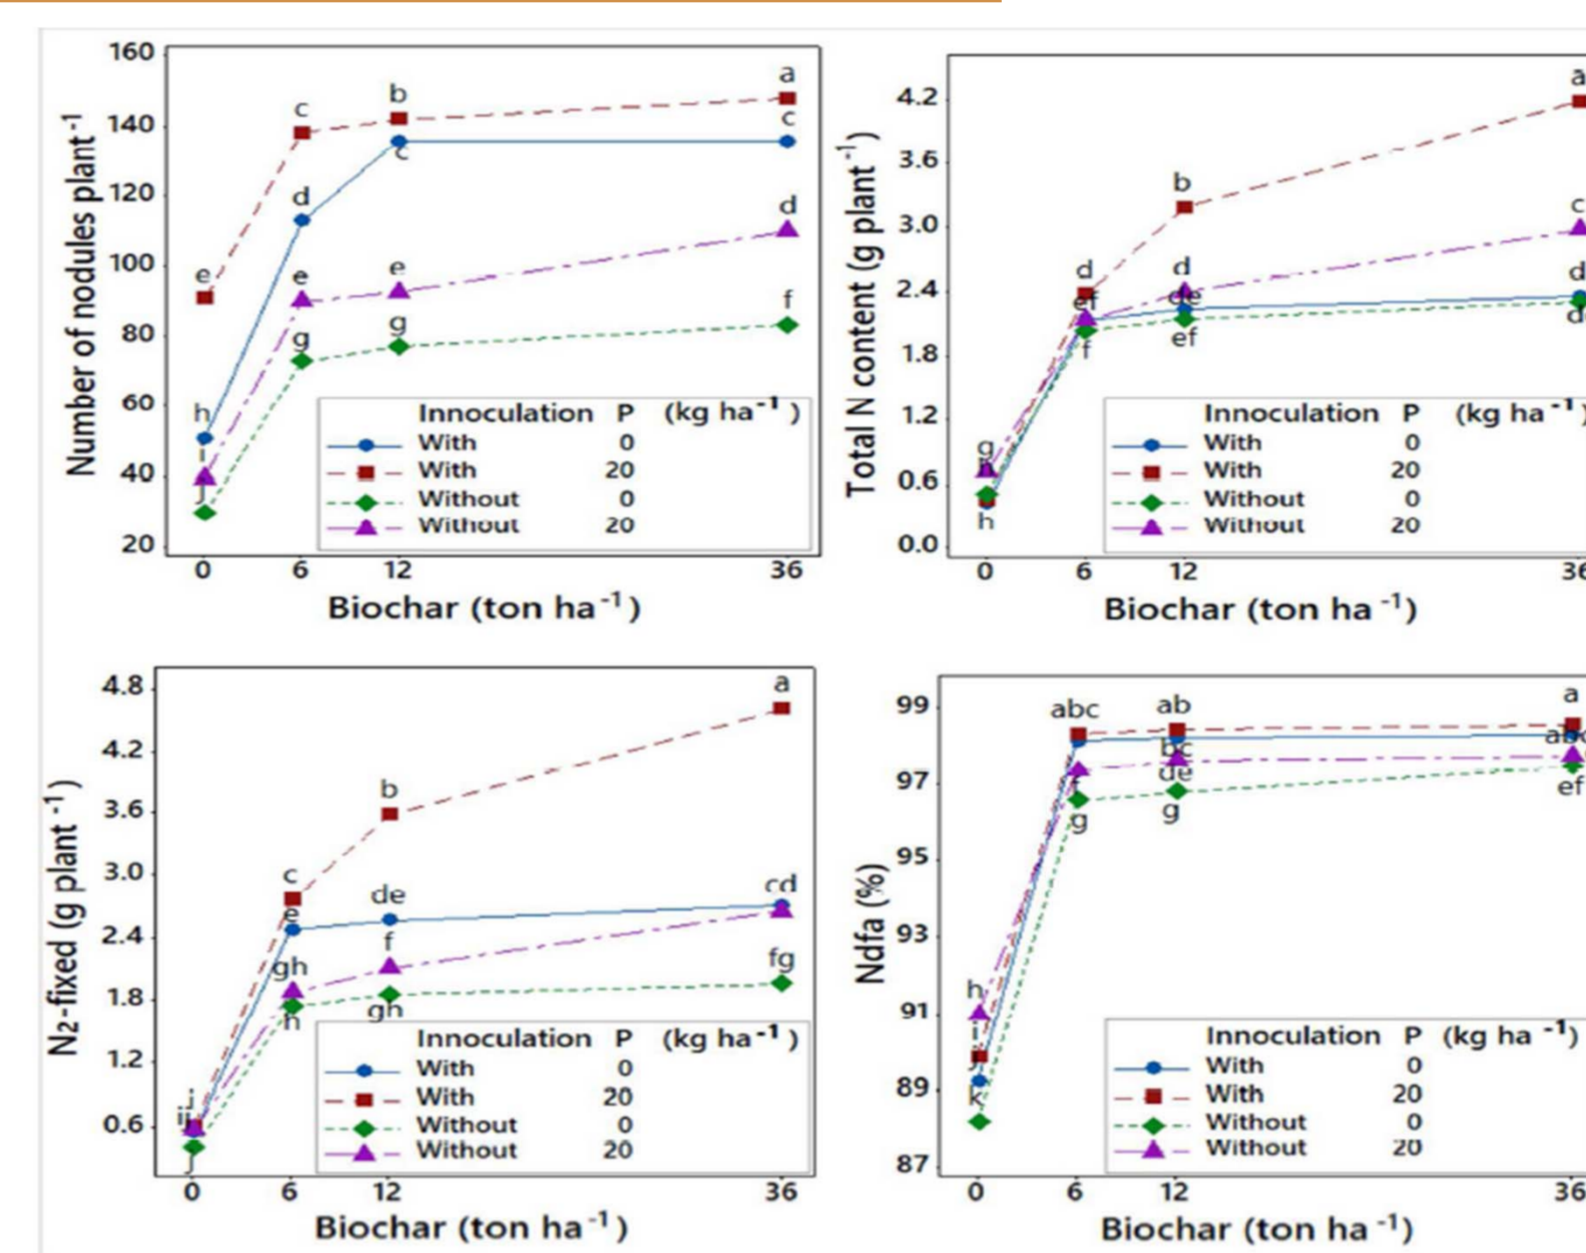 160
140
120
100
80
60
40
20
Number of nodules plant -1
a
b
c
c
c
d
d
e
e
e
f
g
g
h
i
j
Innoculation P (kg ha -1 )
With 0
With 20
Without 0
Without 20
0 6 12 36
Biochar (ton ha -1 )
4.2
3.6
3.0
2.4
1.8
1.2
0.6
0.0
Total N content (g plant -1 )
a
b
c
d
d
d
ef
de
f
ef
g
h
Innoculation P (kg ha -1 )
With 0
With 20
Without 0
Without 20
0 6 12 36
Biochar (ton ha -1 )
4.8
4.2
3.6
3.0
2.4
1.8
1.2
0.6
N2-fixed (g plant -1 )
a
b
c
cd
de
e
f
fg
gh
gh
h
ij
j
Innoculation P (kg ha -1 )
With 0
With 20
Without 0
Without 20
0 6 12 36
Biochar (ton ha -1 )
99
97
95
93
91
89
87
Ndfa (%)
a
abc ab
abc
bc
de
f
ef
g
g
h
i
j
k
Innoculation P (kg ha -1 )
With 0
With 20
Without 0
Without 20
0 6 12 36
Biochar (ton ha -1 )